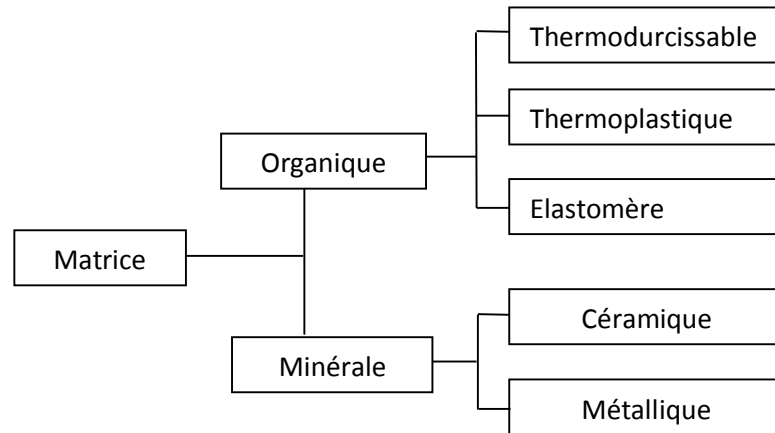 Thermodurcissable
Thermoplastique
Organique
Elastomère
Matrice
Céramique
Minérale
Métallique